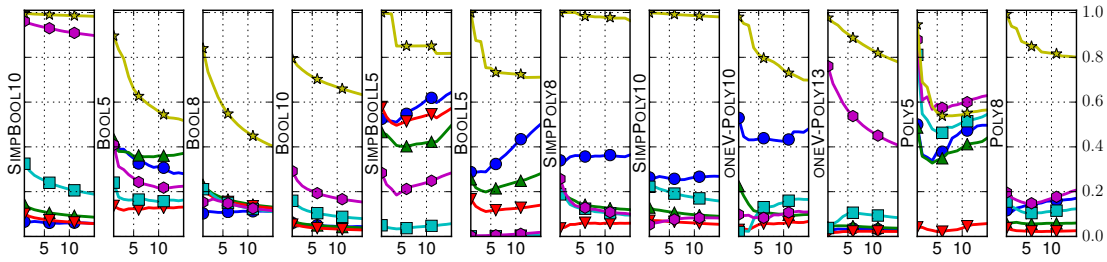 SIMPBOOL10
BOOL5
BOOL8
BOOL10
SIMPBOOLL5
BOOLL5
SIMPPOLY8
SIMPPOLY10
ONEV-POLY10
ONEV-POLY13
POLY5
POLY8
1.0
0.8
0.6
0.4
0.2
0.0
5 10 5 10 5 10 5 10 5 10 5 10 5 10 5 10 5 10 5 10 5 10 5 10